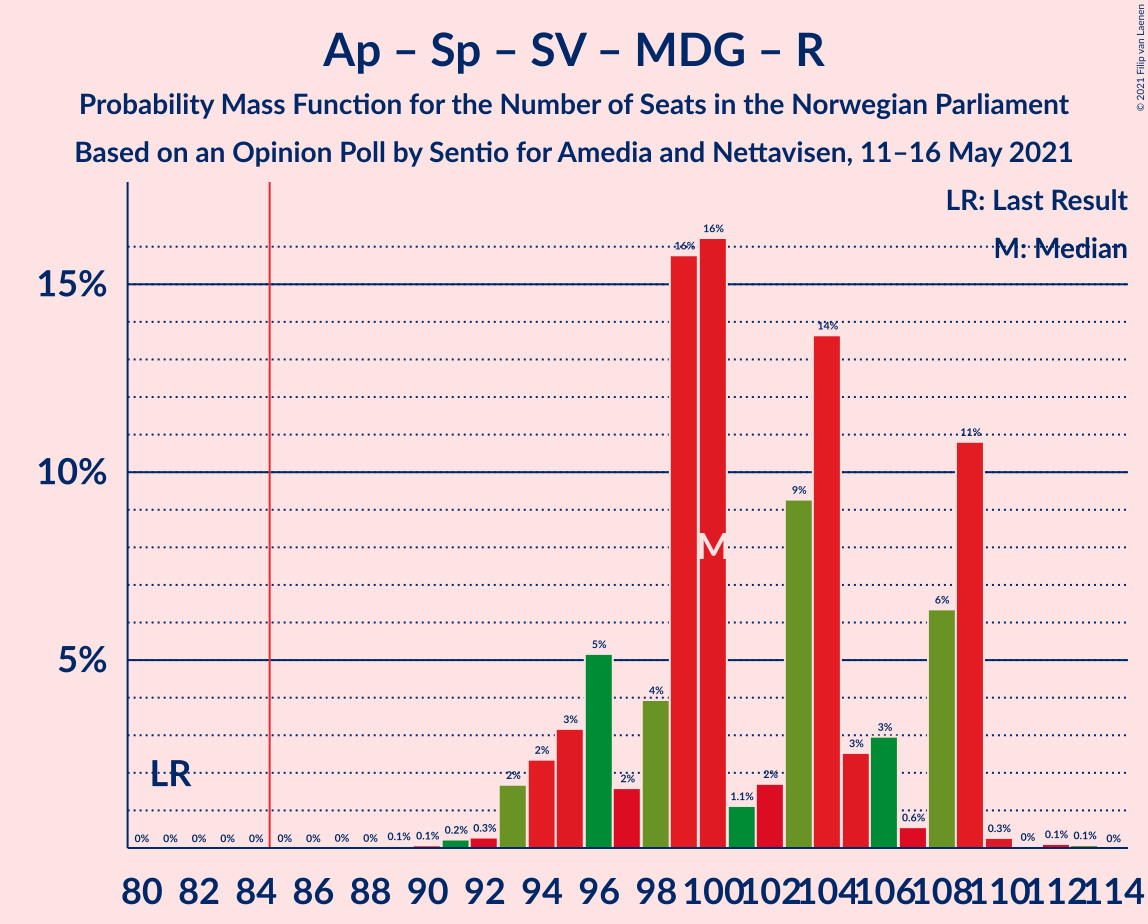 Ap – Sp – SV – MDG – R
Probability Mass Function for the Number of Seats in the Norwegian Parliament
Based on an Opinion Poll by Sentio for Amedia and Nettavisen, 11–16 May 2021
© 2021 Filip van Laenen
LR: Last Result
M: Median
15%
10%
5%
LR
M
0% 0% 0% 0% 0% 0% 0% 0% 0% 0.1% 0.1% 0.2% 0.3% 2% 2% 3% 5% 2% 4% 16% 16% 1.1% 2% 9% 14% 3% 3% 0.6% 6% 11% 0.3% 0% 0.1% 0.1% 0%
80 82 84 86 88 90 92 94 96 98 100 102 104 106 108 110 112 114